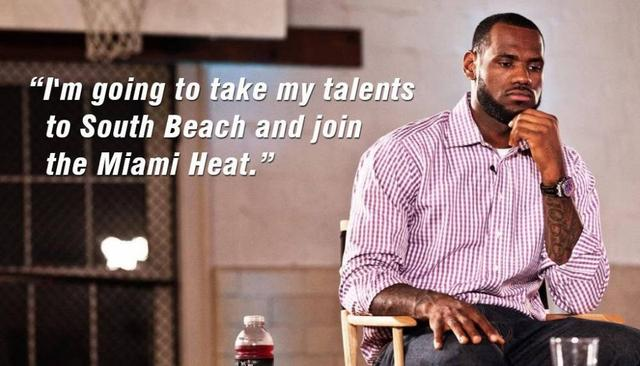 “I'm going to take my talents
to South Beach and join
the Miami Heat.”